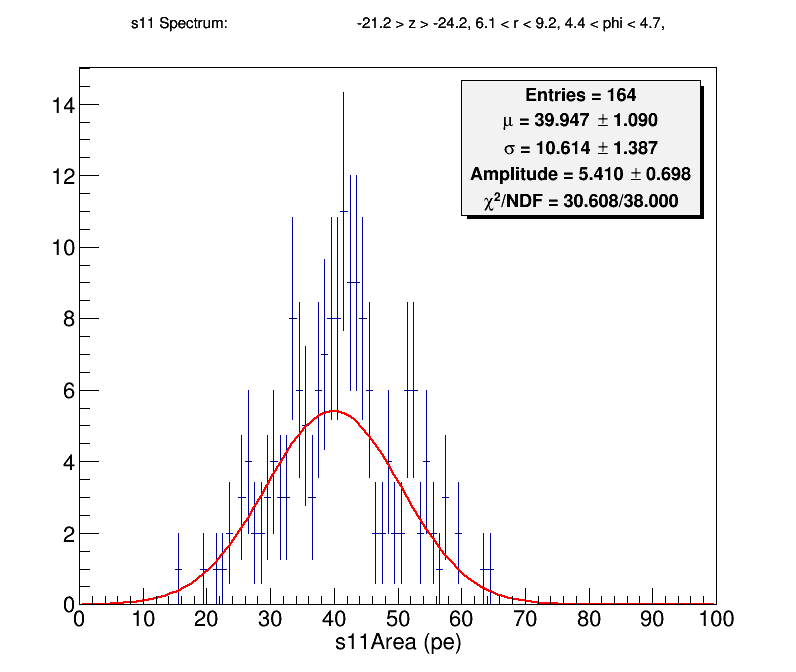 s11 Spectrum: -21.2 > z > -24.2, 6.1 < r < 9.2, 4.4 < phi < 4.7,
Entries = 164
μ = 39.947 ± 1.090
σ = 10.614 ± 1.387
Amplitude = 5.410 ± 0.698
χ²/NDF = 30.608/38.000
14
12
10
8
6
4
2
0
0 10 20 30 40 50 60 70 80 90 100
s11Area (pe)